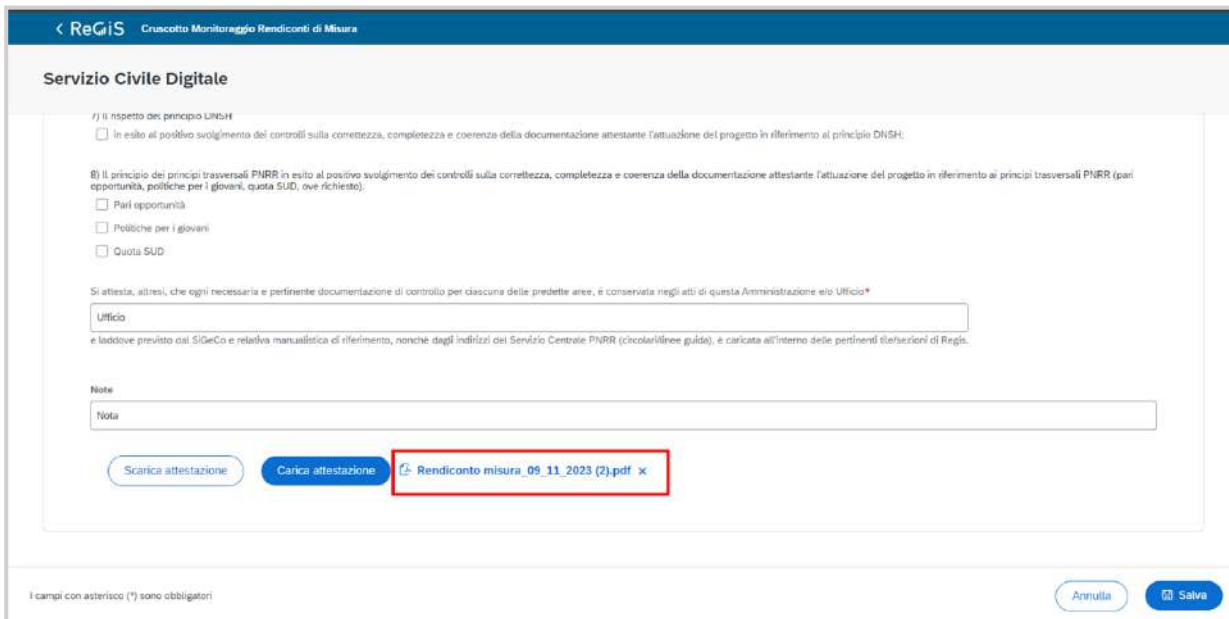 < ReGiS Cruscotto Monitoraggio Rendiconti di Misura
Servizio Civile Digitale
7) Il rispetto del principio DNSH
in esito al positivo svolgimento dei controlli sulla correttezza, completezza e coerenza della documentazione attestante l'attuazione del progetto in riferimento al principio DNSH;
8) Il principio dei principi trasversali PNRR in esito al positivo svolgimento dei controlli sulla correttezza, completezza e coerenza della documentazione attestante l'attuazione del progetto in riferimento ai principi trasversali PNRR (pari
opportunità, politiche per i giovani, quota SUD, ove richiesto).
Pari opportunità
Politiche per i giovani
Quota SUD
Si attesta, altresì, che ogni necessaria e pertinente documentazione di controllo per ciascuna delle predette aree, è conservata negli atti di questa Amministrazione e/o Ufficio*
Ufficio
e laddove previsto dal SiGeCo e relativa manualistica di riferimento, nonché dagli indirizzi del Servizio Centrale PNRR (circolari/linee guida), è caricata all'interno delle pertinenti tile/sezioni di Regis.
Note
Nota
Scarica attestazione Carica attestazione Rendiconto misura_09_11_2023 (2).pdf ×
I campi con asterisco (*) sono obbligatori Annulla Salva